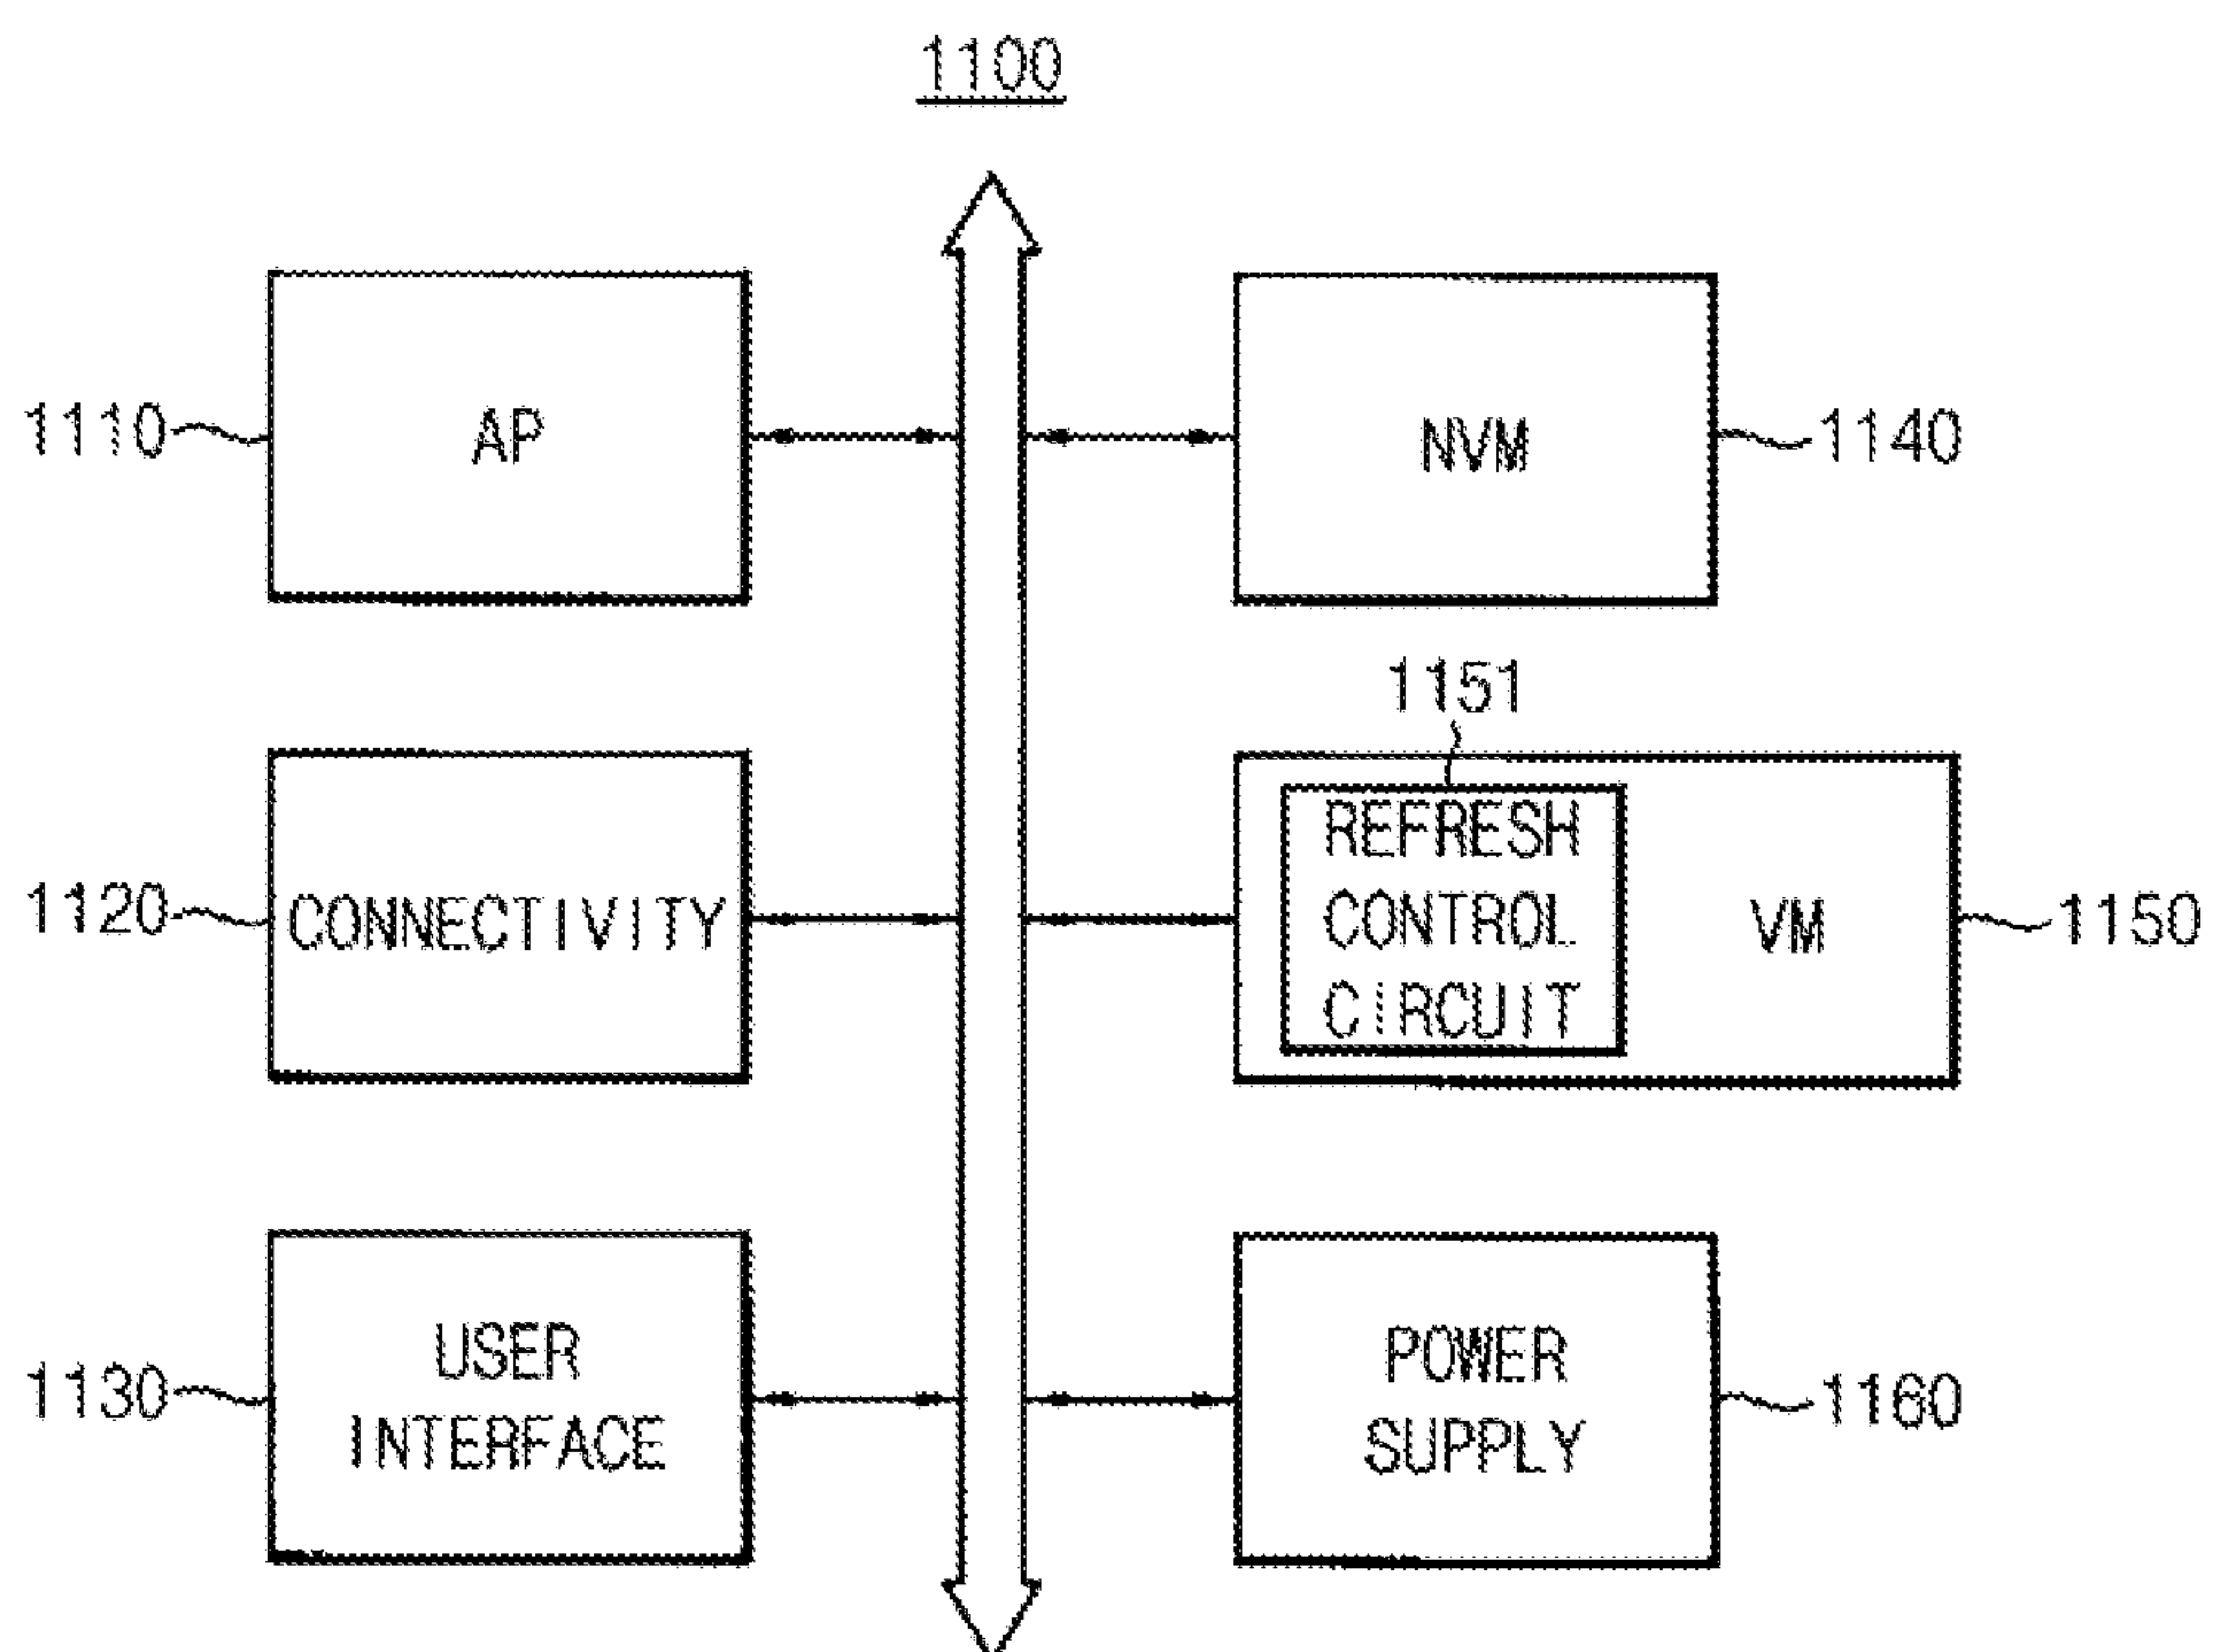 1100
1110
AP
NVM
1140
1151
1120
CONNECTIVITY
REFRESH
CONTROL
CIRCUIT
VM
1150
1130
USER
INTERFACE
POWER
SUPPLY
1160